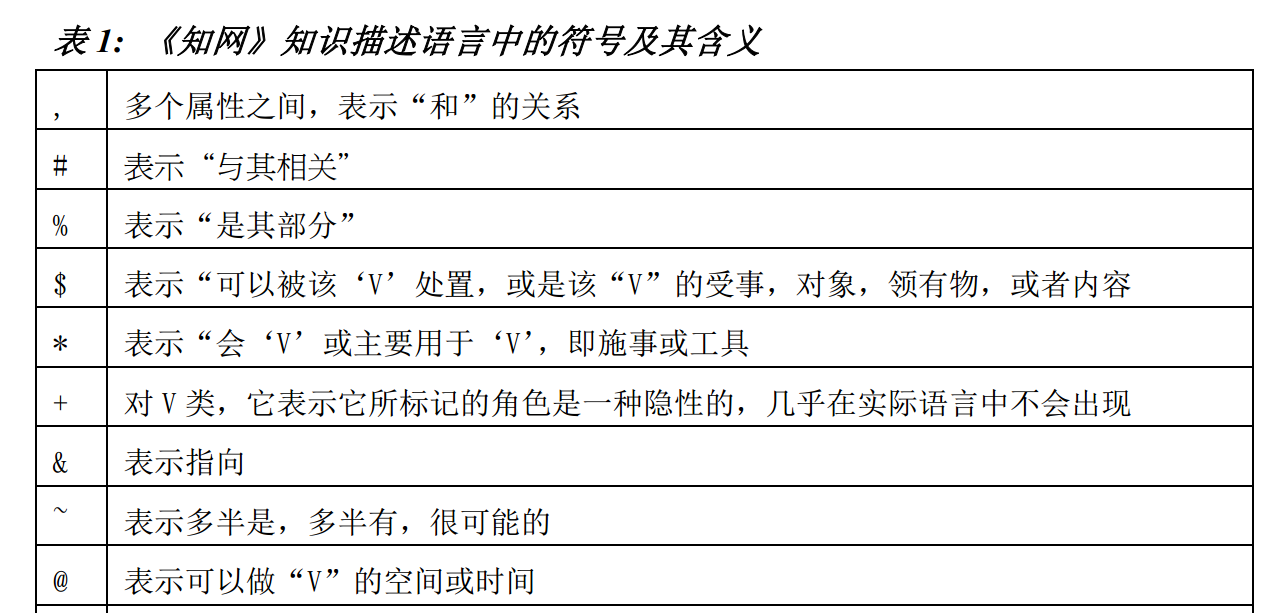 表 1: 《知网》知识描述语言中的符号及其含义
, 多个属性之间，表示“和”的关系
# 表示“与其相关”
% 表示“是其部分”
$ 表示“可以被该‘V’处置，或是该“V”的受事，对象，领有物，或者内容
* 表示“会‘V’或主要用于‘V’，即施事或工具
+ 对 V 类，它表示它所标记的角色是一种隐性的，几乎在实际语言中不会出现
& 表示指向
~ 表示多半是，多半有，很可能的
@ 表示可以做“V”的空间或时间